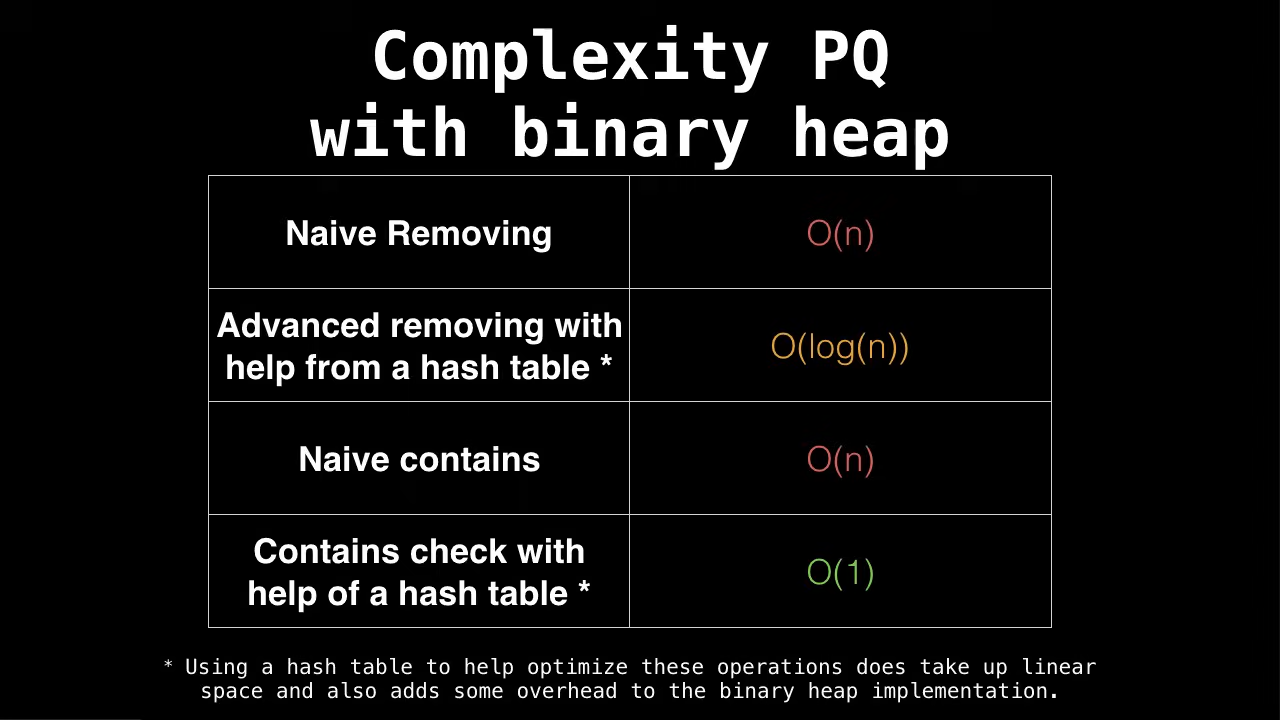 Complexity PQ
with binary heap
Naive Removing
O(n)
Advanced removing with
help from a hash table *
O(log(n))
Naive contains
O(n)
Contains check with
help of a hash table *
O(1)
* Using a hash table to help optimize these operations does take up linear
space and also adds some overhead to the binary heap implementation.